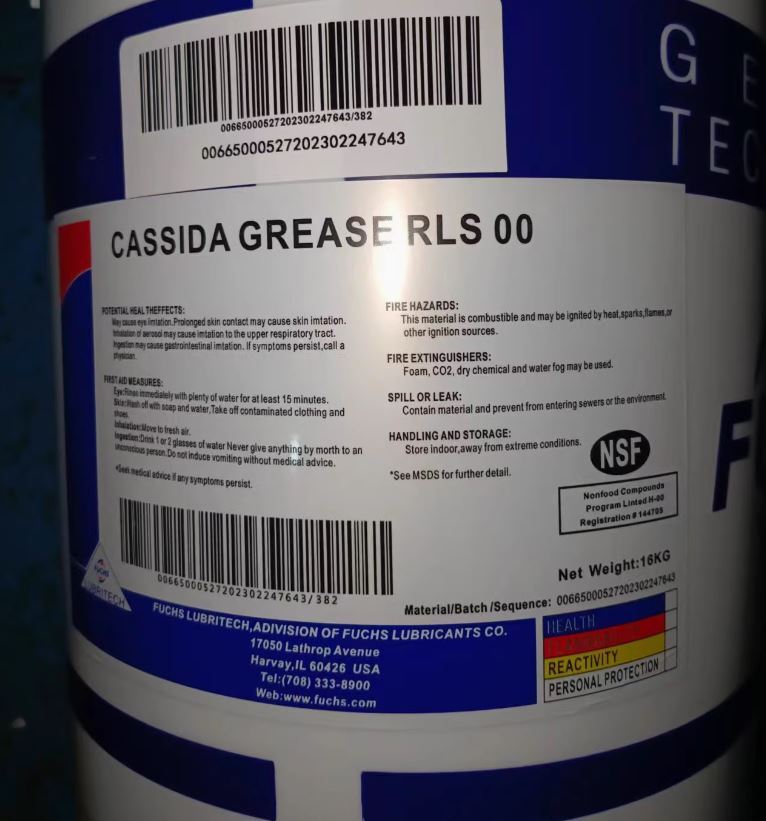 G E
TEC
00665000527202302247643/382
00665000527202302247643
CASSIDA GREASE RLS 00
POTENTIAL HEAL THEFFECTS:
May cause eye imtation.Prolonged skin contact may cause skin imtation.
Inhalation of aerosol may cause imtation to the upper respiratory tract.
Ingestion may cause gastrointestinal imtation. If symptoms persist,call a
physician.
FIRST AID MEASURES:
Eye:Rinse immediately with plenty of water for at least 15 minutes.
Skin:Wash off with soap and water,Take off contaminated clothing and
shoes.
Inhalation:Move to fresh air.
Ingestion:Drink 1 or 2 glasses of water Never give anything by morth to an
unconscious person.Do not induce vomiting without medical advice.
*Seek medical advice if any symptoms persist.
FIRE HAZARDS:
This material is combustible and may be ignited by heat,sparks,flames,or
other ignition sources.
FIRE EXTINGUISHERS:
Foam, CO2, dry chemical and water fog may be used.
SPILL OR LEAK:
Contain material and prevent from entering sewers or the environment.
HANDLING AND STORAGE:
Store indoor,away from extreme conditions.
*See MSDS for further detail.
NSF
Nonfood Compounds
Program Linted H-00
Registration # 144705
F
00665000527202302247643/382
Net Weight:16KG
Material/Batch/Sequence: 00665000527202302247643
FUCHS
LUBRITECH
FUCHS LUBRITECH,ADIVISION OF FUCHS LUBRICANTS CO.
17050 Lathrop Avenue
Harvay,IL 60426 USA
Tel:(708) 333-8900
Web:www.fuchs.com
HEALTH
REACTIVITY
PERSONAL PROTECTION